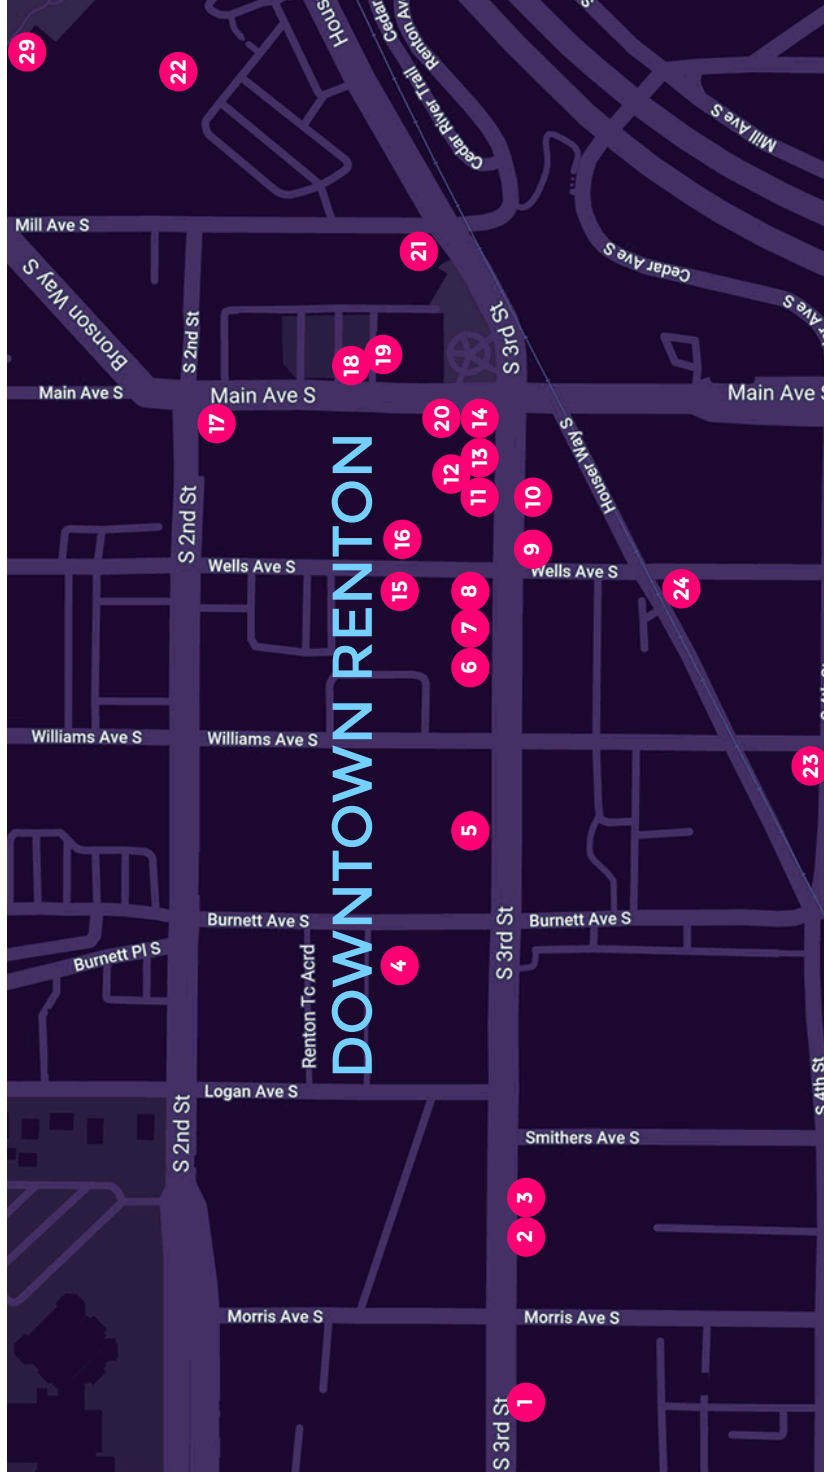 29
22
Hous
Cedar
Renton Av
Cedar River Trail
S
Mill Ave S
Mill Ave S
Bronson Way S
S 2nd St
21
S 3rd St
Cedar Ave S
S Ave
18
19
Main Ave S
Main Ave S
Main Ave S
17
20
14
13
12
11
10
9
16
15
8
7
6
S 2nd St
DOWNTOWN RENTON
Houser Way S
Wells Ave S
Wells Ave S
24
Williams Ave S
Williams Ave S
23
5
Burnett Ave S
Burnett Ave S
Burnett Pl S
Renton Tc Acrd
S 3rd St
4
Logan Ave S
S 4th St
S 2nd St
Smithers Ave S
3
2
Morris Ave S
Morris Ave S
1
S 3rd St